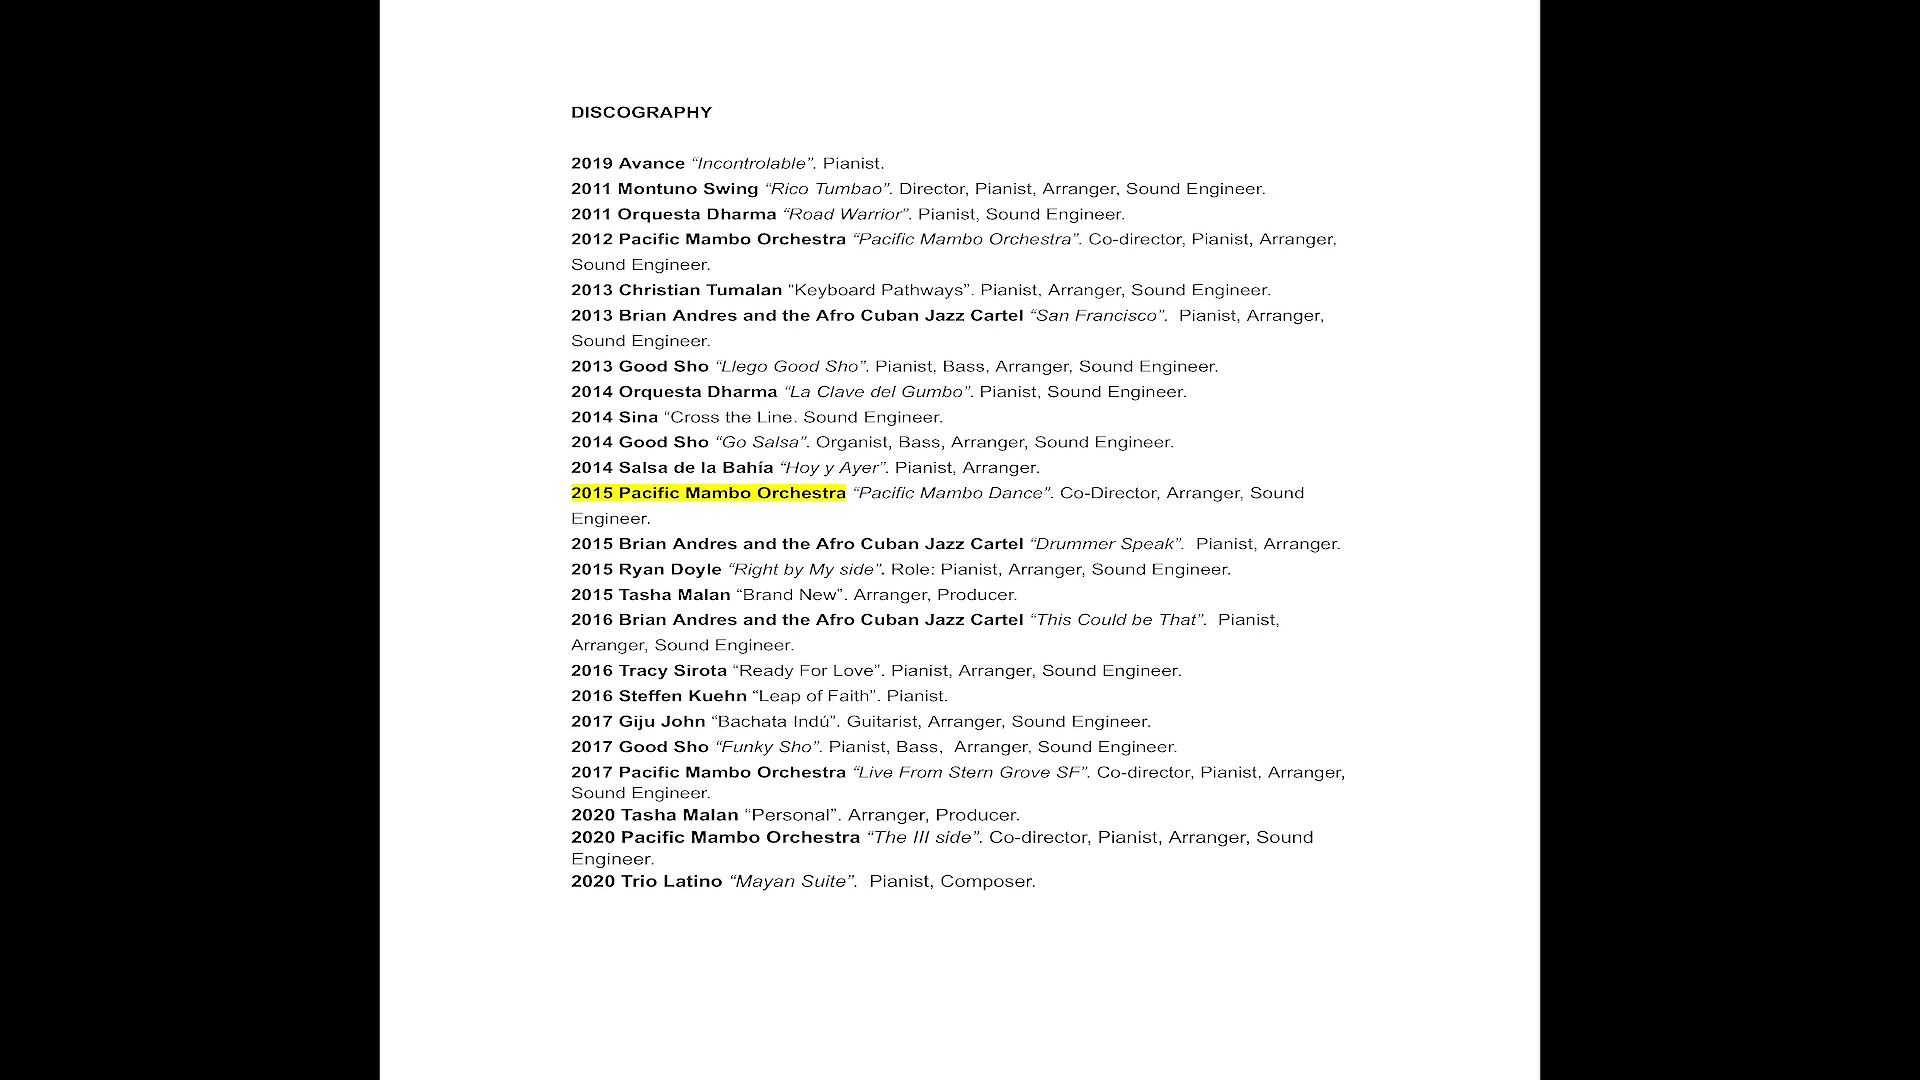 DISCOGRAPHY
2019 Avance “Incontrolable”. Pianist.
2011 Montuno Swing “Rico Tumbao”. Director, Pianist, Arranger, Sound Engineer.
2011 Orquesta Dharma “Road Warrior”. Pianist, Sound Engineer.
2012 Pacific Mambo Orchestra “Pacific Mambo Orchestra”. Co-director, Pianist, Arranger,
Sound Engineer.
2013 Christian Tumalan “Keyboard Pathways”. Pianist, Arranger, Sound Engineer.
2013 Brian Andres and the Afro Cuban Jazz Cartel “San Francisco”.  Pianist, Arranger,
Sound Engineer.
2013 Good Sho “Llego Good Sho”. Pianist, Bass, Arranger, Sound Engineer.
2014 Orquesta Dharma “La Clave del Gumbo”. Pianist, Sound Engineer.
2014 Sina “Cross the Line. Sound Engineer.
2014 Good Sho “Go Salsa”. Organist, Bass, Arranger, Sound Engineer.
2014 Salsa de la Bahía “Hoy y Ayer”. Pianist, Arranger.
2015 Pacific Mambo Orchestra “Pacific Mambo Dance”. Co-Director, Arranger, Sound
Engineer.
2015 Brian Andres and the Afro Cuban Jazz Cartel “Drummer Speak”.  Pianist, Arranger.
2015 Ryan Doyle “Right by My side”. Role: Pianist, Arranger, Sound Engineer.
2015 Tasha Malan “Brand New”. Arranger, Producer.
2016 Brian Andres and the Afro Cuban Jazz Cartel “This Could be That”.  Pianist,
Arranger, Sound Engineer.
2016 Tracy Sirota “Ready For Love”. Pianist, Arranger, Sound Engineer.
2016 Steffen Kuehn “Leap of Faith”. Pianist.
2017 Giju John “Bachata Indú”. Guitarist, Arranger, Sound Engineer.
2017 Good Sho “Funky Sho”. Pianist, Bass,  Arranger, Sound Engineer.
2017 Pacific Mambo Orchestra “Live From Stern Grove SF”. Co-director, Pianist, Arranger,
Sound Engineer.
2020 Tasha Malan “Personal”. Arranger, Producer.
2020 Pacific Mambo Orchestra “The III side”. Co-director, Pianist, Arranger, Sound
Engineer.
2020 Trio Latino “Mayan Suite”.  Pianist, Composer.